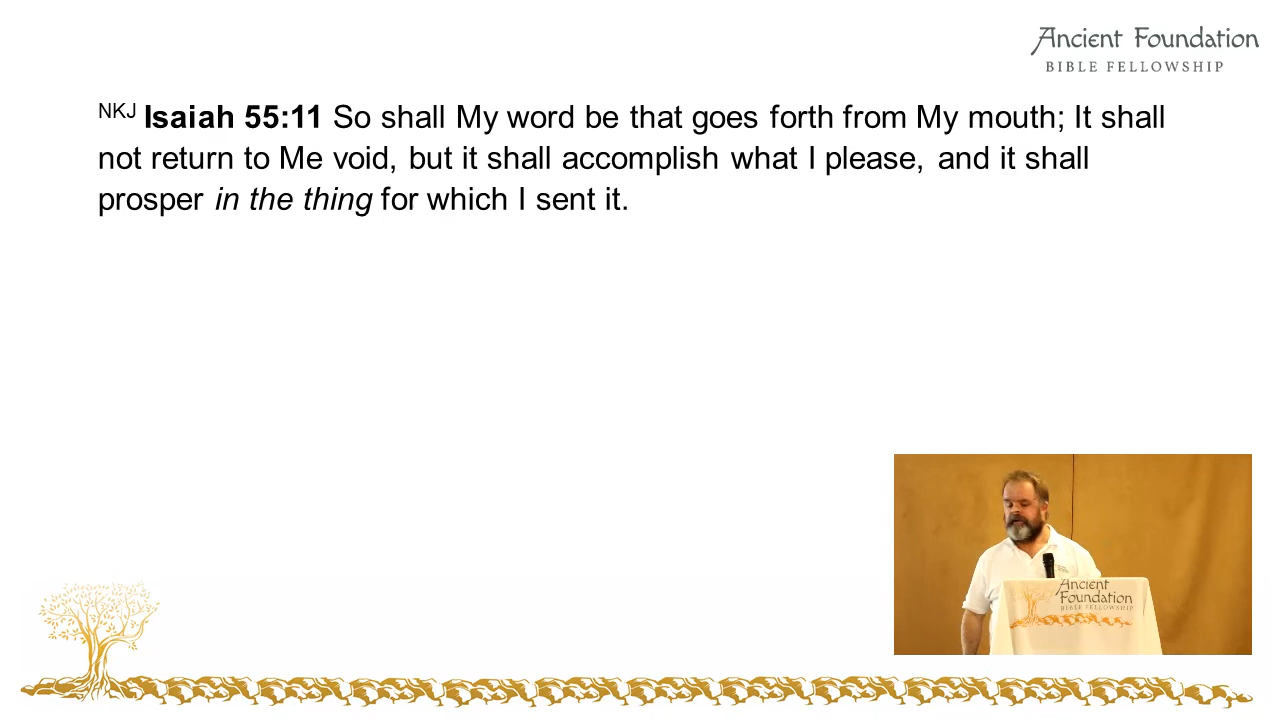 Ancient Foundation
BIBLE FELLOWSHIP
NKJ Isaiah 55:11 So shall My word be that goes forth from My mouth; It shall
not return to Me void, but it shall accomplish what I please, and it shall
prosper in the thing for which I sent it.
Ancient
Foundation
BIBLE FELLOWSHIP